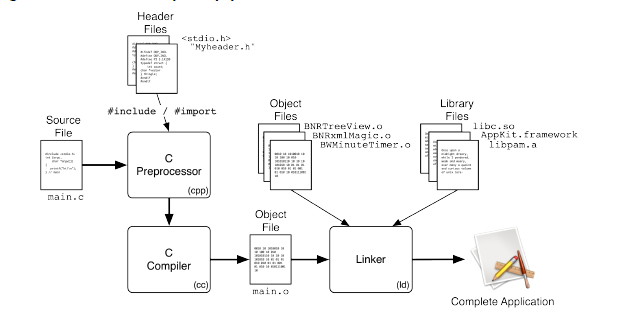 Header
Files
<stdio.h>
"Myheader.h'
#include / #import
Source
File
main.c
C
Preprocessor
(cpp)
Object
Files
BNRTreeView.o
BNRxmlMagic.o
BWMinuteTimer.o
Library
Files
libc.so
AppKit.framework
libpam.a
C
Compiler
(cc)
Object
File
main.o
Linker
(ld)
Complete Application